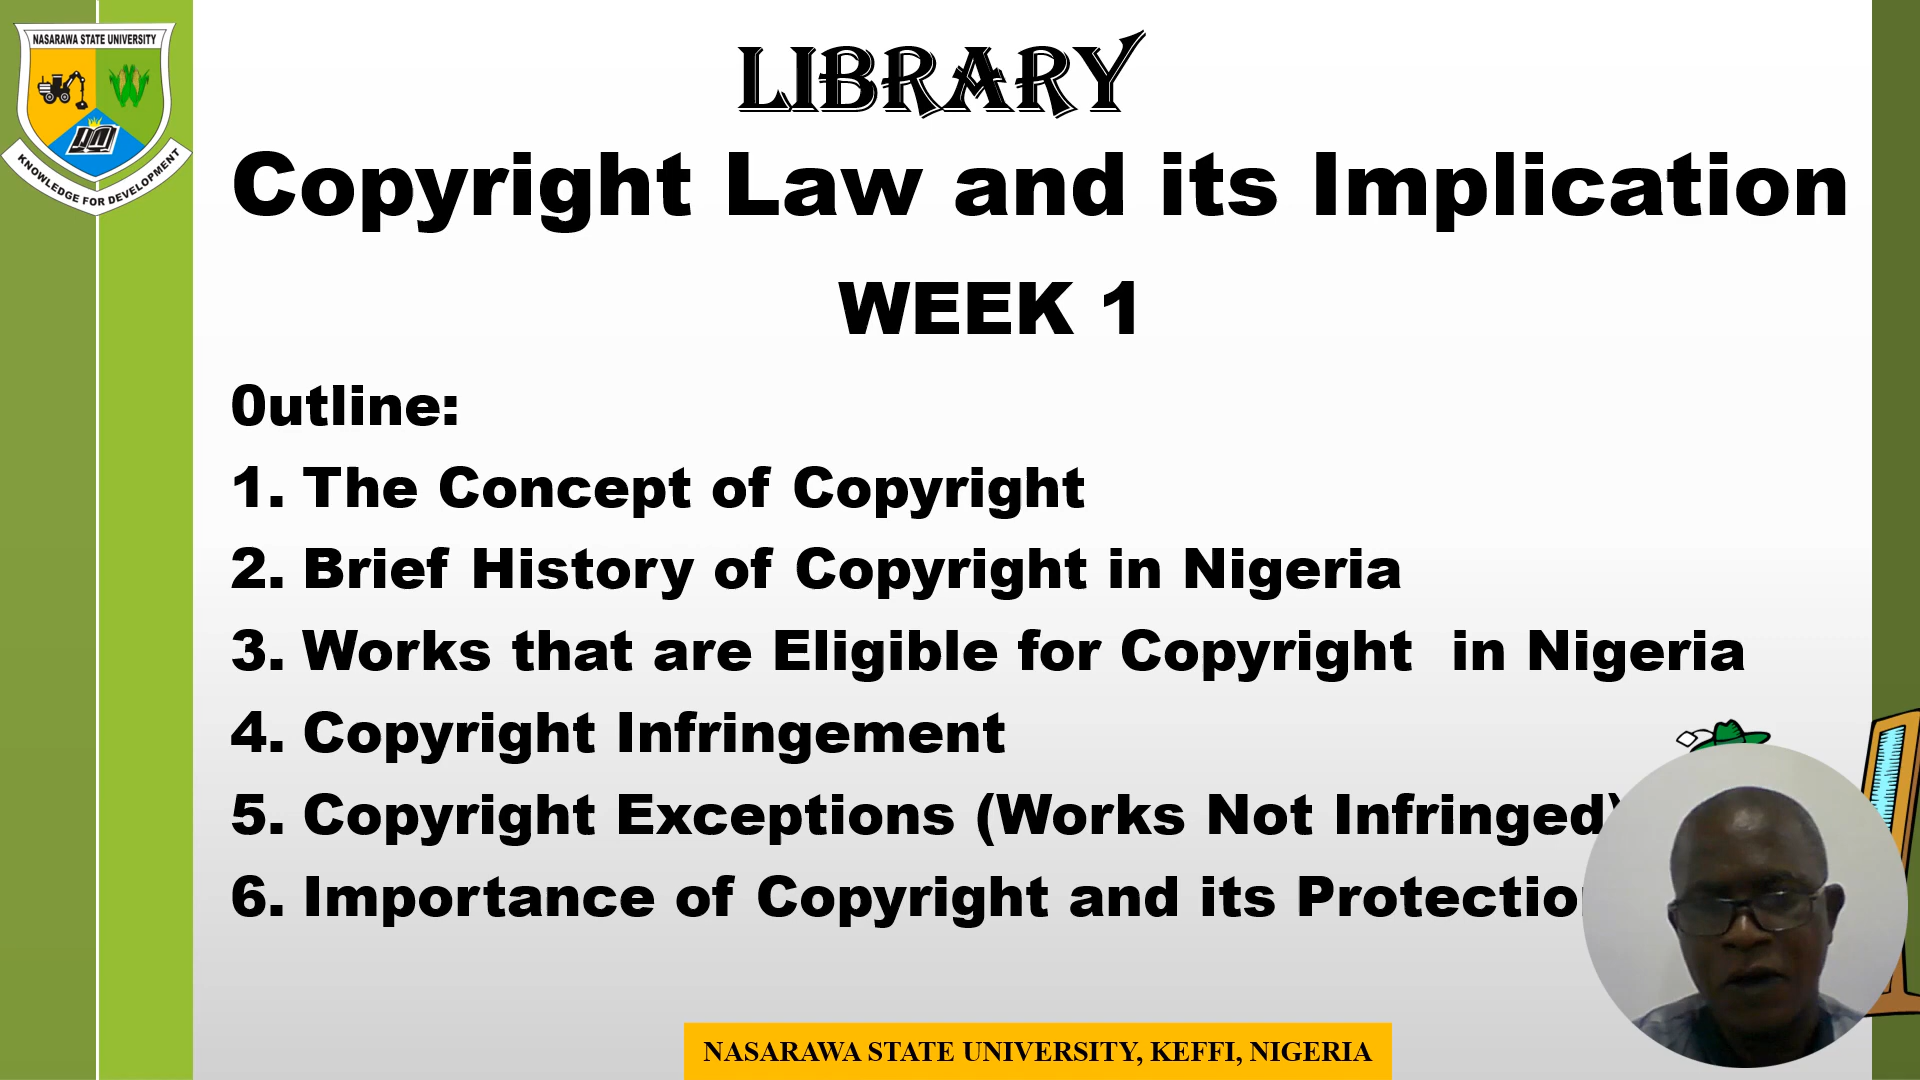 NASARAWA STATE UNIVERSITY
KNOWLEDGE FOR DEVELOPMENT
LIBRARY
Copyright Law and its Implication
WEEK 1
0utline:
1. The Concept of Copyright
2. Brief History of Copyright in Nigeria
3. Works that are Eligible for Copyright  in Nigeria
4. Copyright Infringement
5. Copyright Exceptions (Works Not Infringed)
6. Importance of Copyright and its Protection
NASARAWA STATE UNIVERSITY, KEFFI, NIGERIA